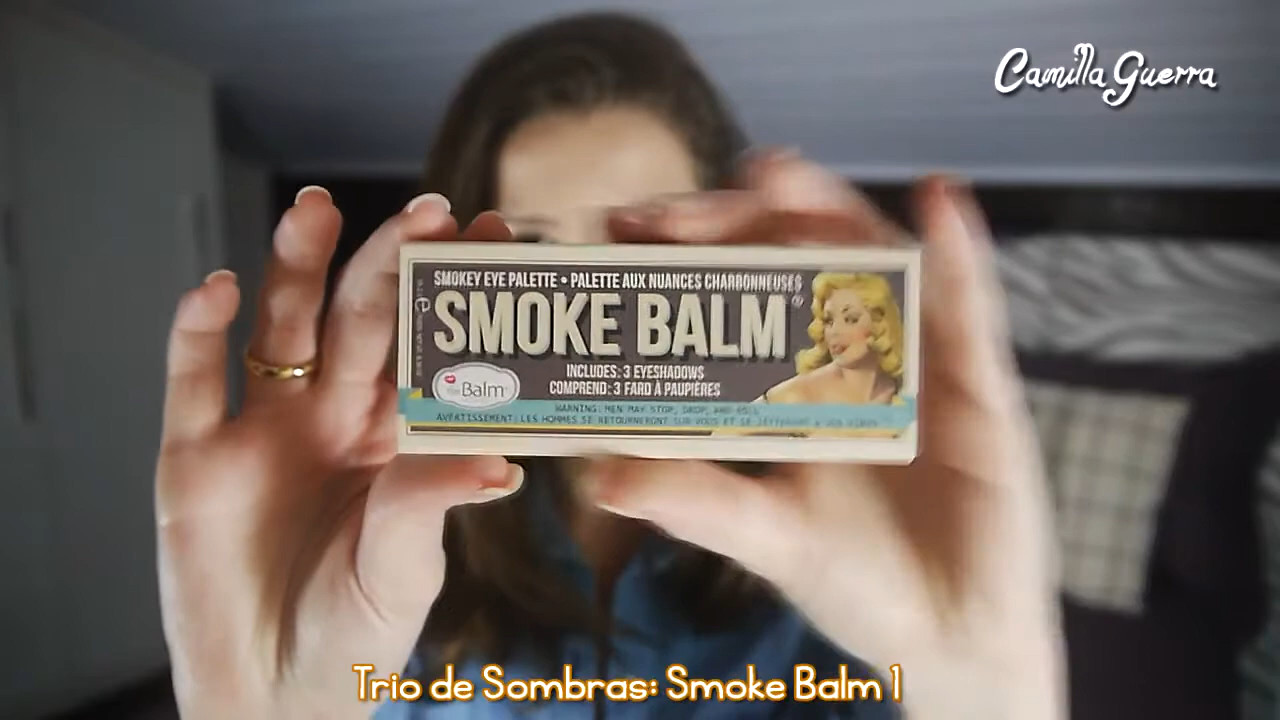 Camilla Guerra
SMOKEY EYE PALETTE • PALETTE AUX NUANCES CHARBONNEUSES
SMOKE BALM®
INCLUDES: 3 EYESHADOWS
COMPREND: 3 FARD À PAUPIÈRES
theBalm
WARNING: MEN MAY STOP, DROP, AND ROLL
AVERTISSEMENT: LES HOMMES SE RETOURNERONT SUR VOUS ET SE JETTERONT À VOS PIEDS
Trio de Sombras: Smoke Balm 1